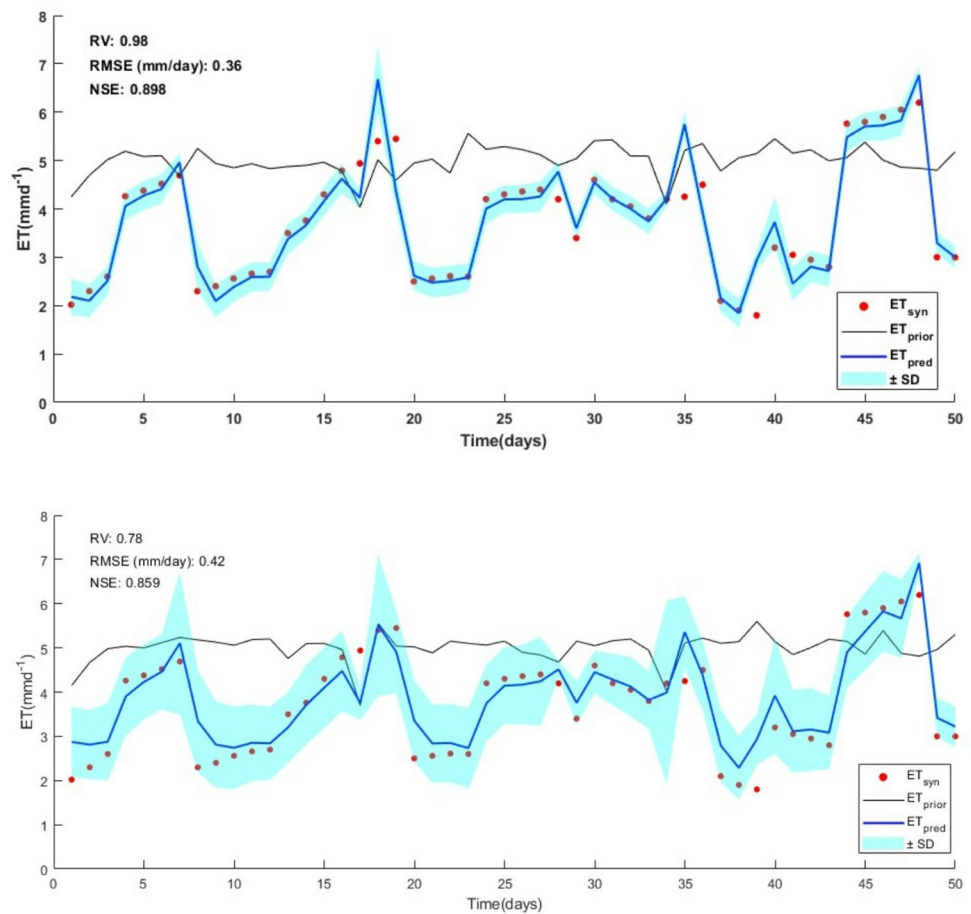 8
RV: 0.98
7
RMSE (mm/day): 0.36
NSE: 0.898
6
5
4
3
2
1
0
ET(mmd-1)
ETsyn
ETprior
ETpred
± SD
0 5 10 15 20 25 30 35 40 45 50
Time(days)
8
RV: 0.78
7
RMSE (mm/day): 0.42
NSE: 0.859
6
5
4
3
2
1
0
ET(mmd-1)
ETsyn
ETprior
ETpred
± SD
0 5 10 15 20 25 30 35 40 45 50
Time(days)